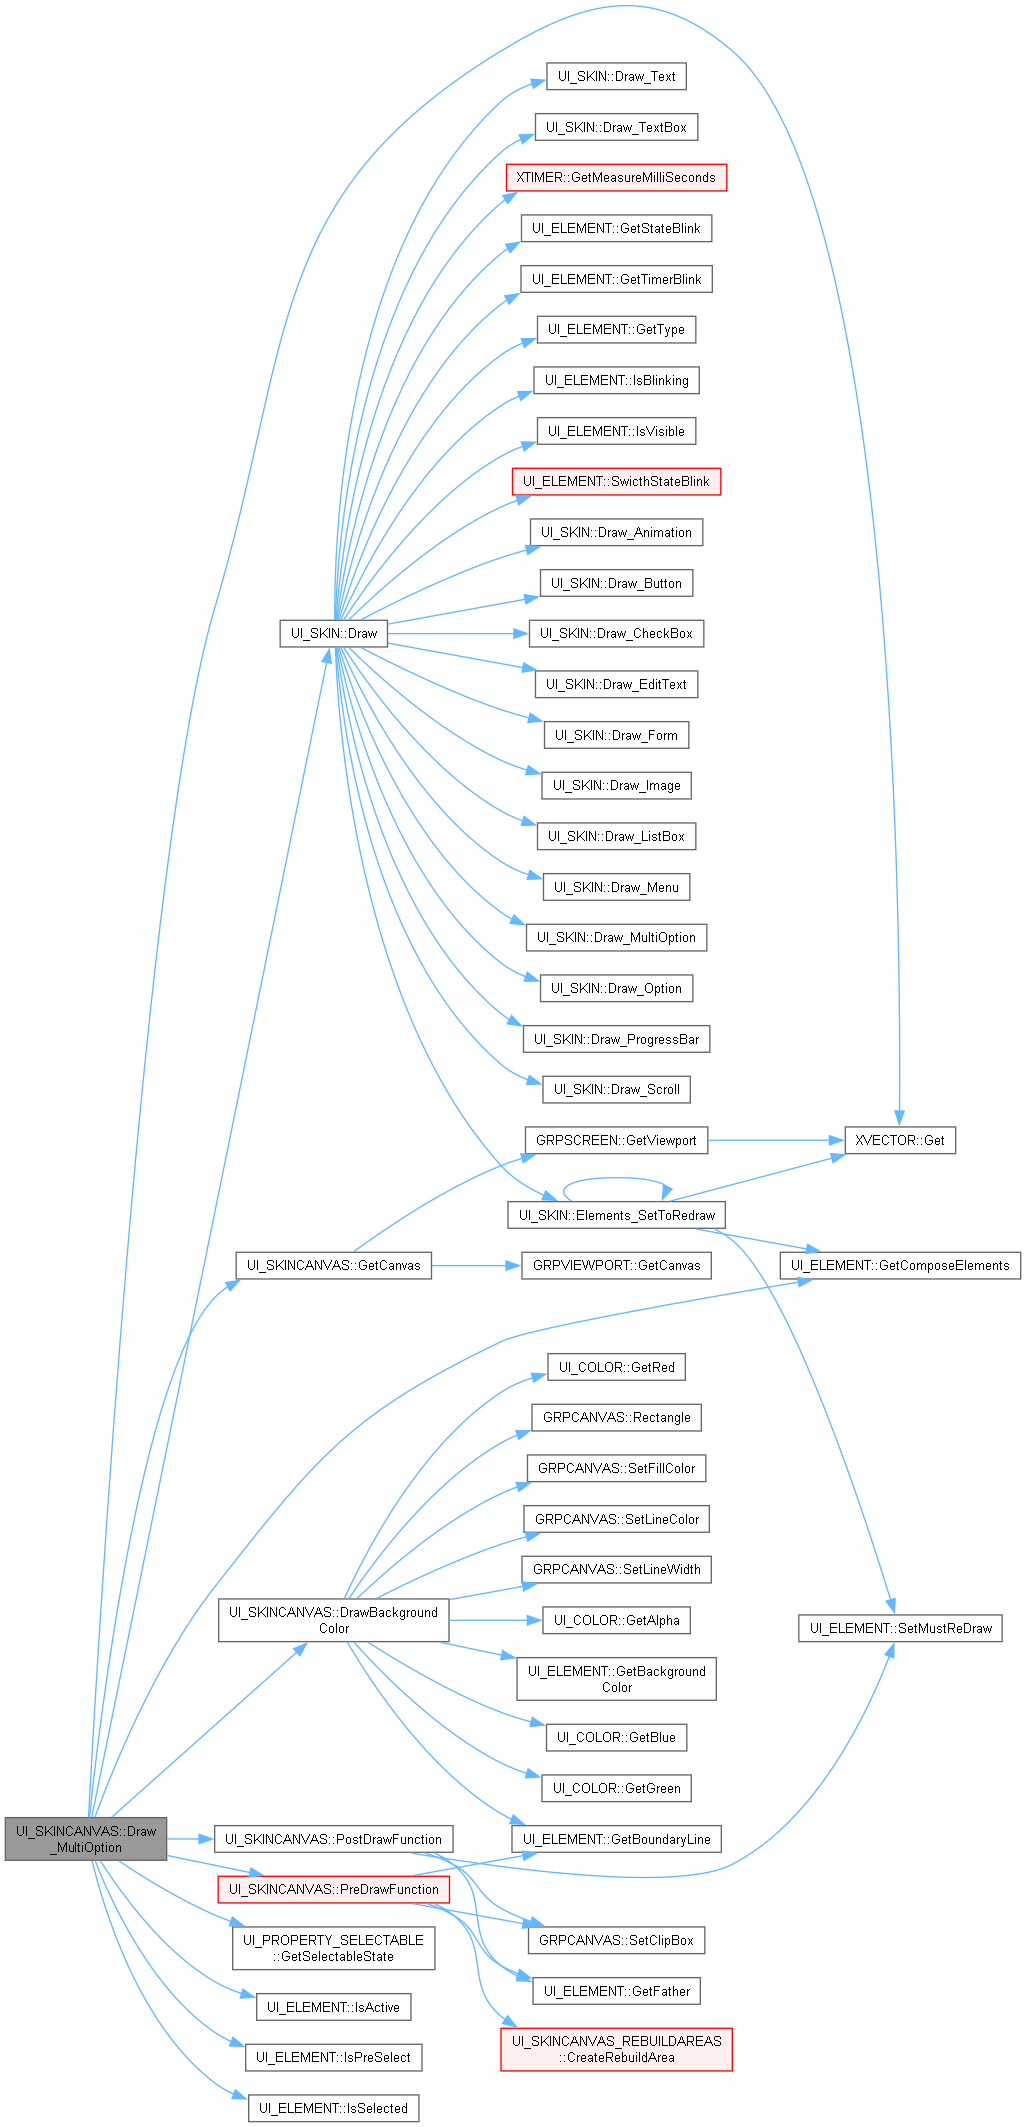 UI_SKIN::Draw_Text
UI_SKIN::Draw_TextBox
XTIMER::GetMeasureMilliSeconds
UI_ELEMENT::GetStateBlink
UI_ELEMENT::GetTimerBlink
UI_ELEMENT::GetType
UI_ELEMENT::IsBlinking
UI_ELEMENT::IsVisible
UI_ELEMENT::SwicthStateBlink
UI_SKIN::Draw_Animation
UI_SKIN::Draw_Button
UI_SKIN::Draw
UI_SKIN::Draw_CheckBox
UI_SKIN::Draw_EditText
UI_SKIN::Draw_Form
UI_SKIN::Draw_Image
UI_SKIN::Draw_ListBox
UI_SKIN::Draw_Menu
UI_SKIN::Draw_MultiOption
UI_SKIN::Draw_Option
UI_SKIN::Draw_ProgressBar
UI_SKIN::Draw_Scroll
GRPSCREEN::GetViewport
XVECTOR::Get
UI_SKIN::Elements_SetToRedraw
UI_SKINCANVAS::GetCanvas
GRPVIEWPORT::GetCanvas
UI_ELEMENT::GetComposeElements
UI_COLOR::GetRed
GRPCANVAS::Rectangle
GRPCANVAS::SetFillColor
GRPCANVAS::SetLineColor
GRPCANVAS::SetLineWidth
UI_SKINCANVAS::DrawBackground
Color
UI_COLOR::GetAlpha
UI_ELEMENT::SetMustReDraw
UI_ELEMENT::GetBackground
Color
UI_COLOR::GetBlue
UI_COLOR::GetGreen
UI_SKINCANVAS::Draw
_MultiOption
UI_SKINCANVAS::PostDrawFunction
UI_ELEMENT::GetBoundaryLine
UI_SKINCANVAS::PreDrawFunction
UI_PROPERTY_SELECTABLE
::GetSelectableState
GRPCANVAS::SetClipBox
UI_ELEMENT::GetFather
UI_ELEMENT::IsActive
UI_SKINCANVAS_REBUILDAREAS
::CreateRebuildArea
UI_ELEMENT::IsPreSelect
UI_ELEMENT::IsSelected